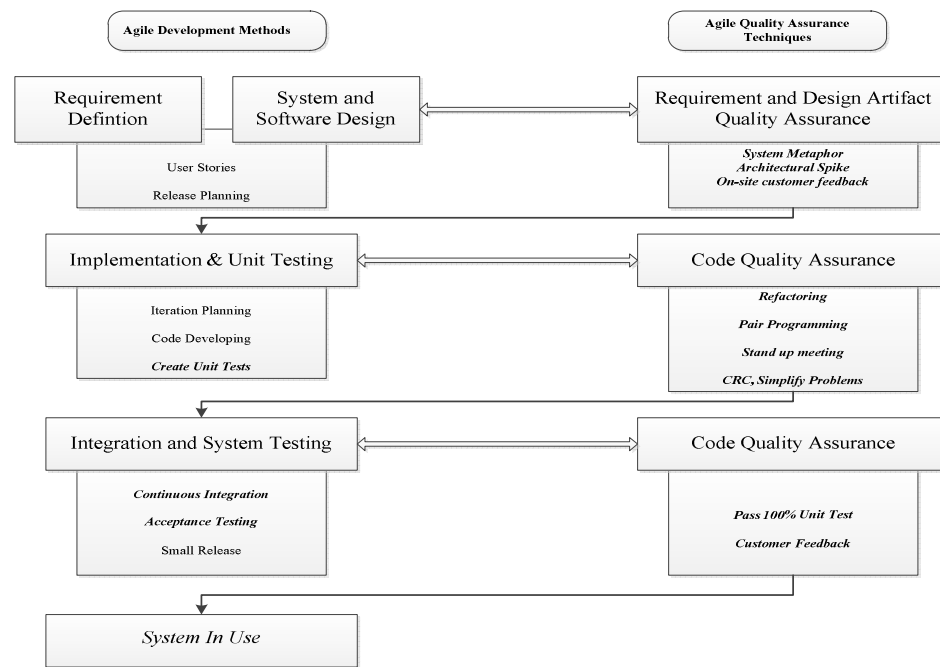 Agile Development Methods
Agile Quality Assurance
Techniques
Requirement
Defintion
System and
Software Design
Requirement and Design Artifact
Quality Assurance
User Stories
Release Planning
System Metaphor
Architectural Spike
On-site customer feedback
Implementation & Unit Testing
Code Quality Assurance
Iteration Planning
Code Developing
Create Unit Tests
Refactoring
Pair Programming
Stand up meeting
CRC, Simplify Problems
Integration and System Testing
Code Quality Assurance
Continuous Integration
Acceptance Testing
Small Release
Pass 100% Unit Test
Customer Feedback
System In Use